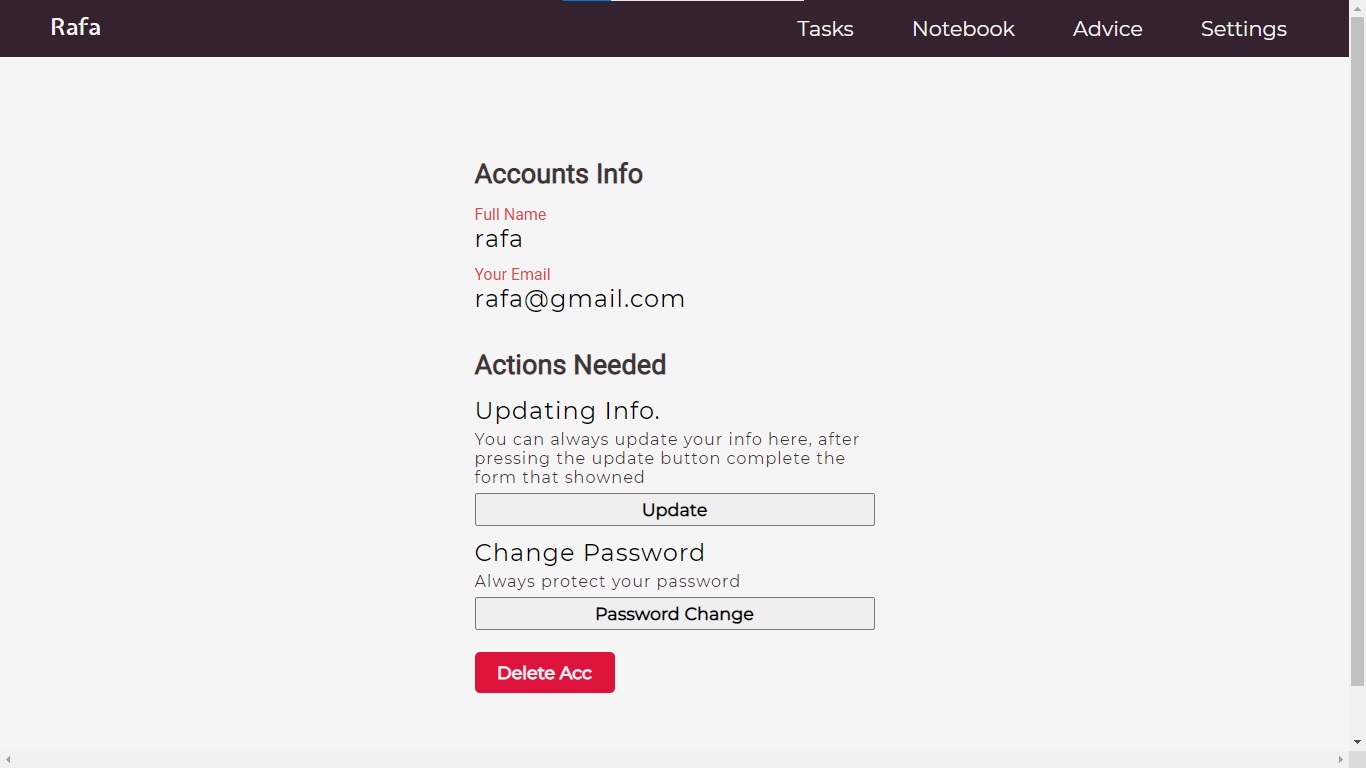 Rafa
Tasks
Notebook
Advice
Settings
Accounts Info
Full Name
rafa
Your Email
rafa@gmail.com
Actions Needed
Updating Info.
You can always update your info here, after
pressing the update button complete the
form that showned
Update
Change Password
Always protect your password
Password Change
Delete Acc